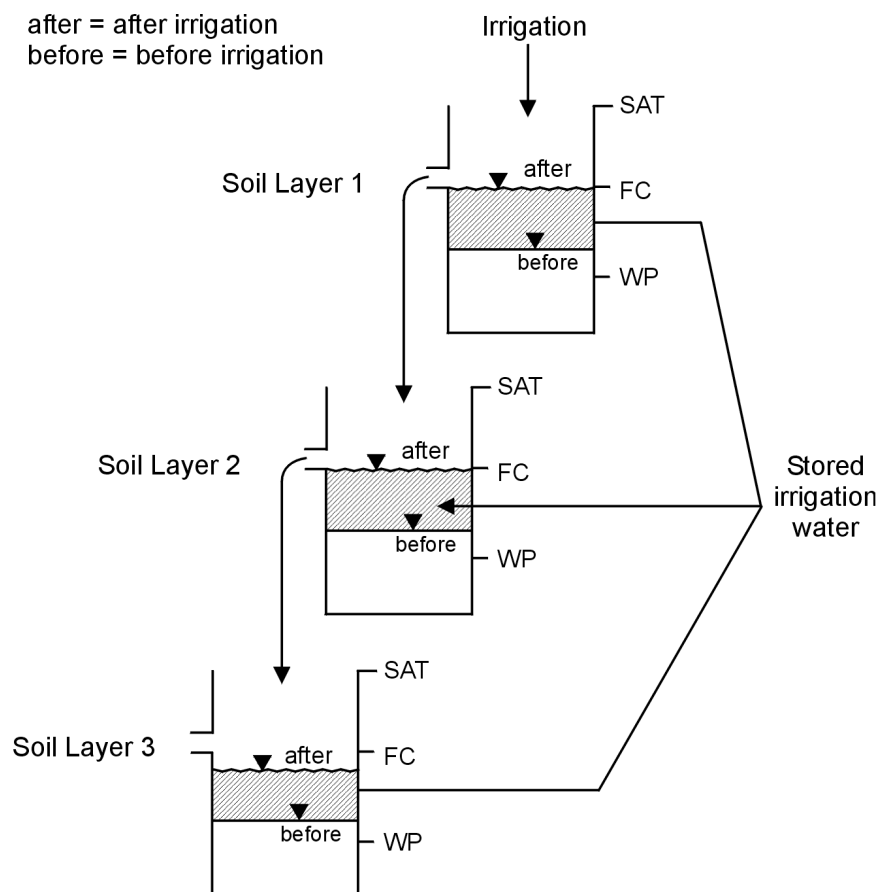 after = after irrigation
before = before irrigation
Irrigation
SAT
after
Soil Layer 1
FC
before
WP
SAT
after
Soil Layer 2
FC
Stored
irrigation
water
before
WP
SAT
Soil Layer 3
after
FC
before
WP